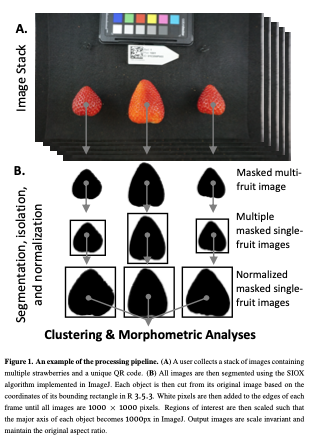 A.
Image Stack
B.
Segmentation, isolation,
and normalization
Masked multi-
fruit image
Multiple
masked single-
fruit images
Normalized
masked single-
fruit images
Clustering & Morphometric Analyses
Figure 1. An example of the processing pipeline. (A) A user collects a stack of images containing
multiple strawberries and a unique QR code. (B) All images are then segmented using the SIOX
algorithm implemented in ImageJ. Each object is then cut from its original image based on the
coordinates of its bounding rectangle in R 3.5.3. White pixels are then added to the edges of each
frame until all images are 1000 × 1000 pixels. Regions of interest are then scaled such that
the major axis of each object becomes 1000px in ImageJ. Output images are scale invariant and
maintain the original aspect ratio.